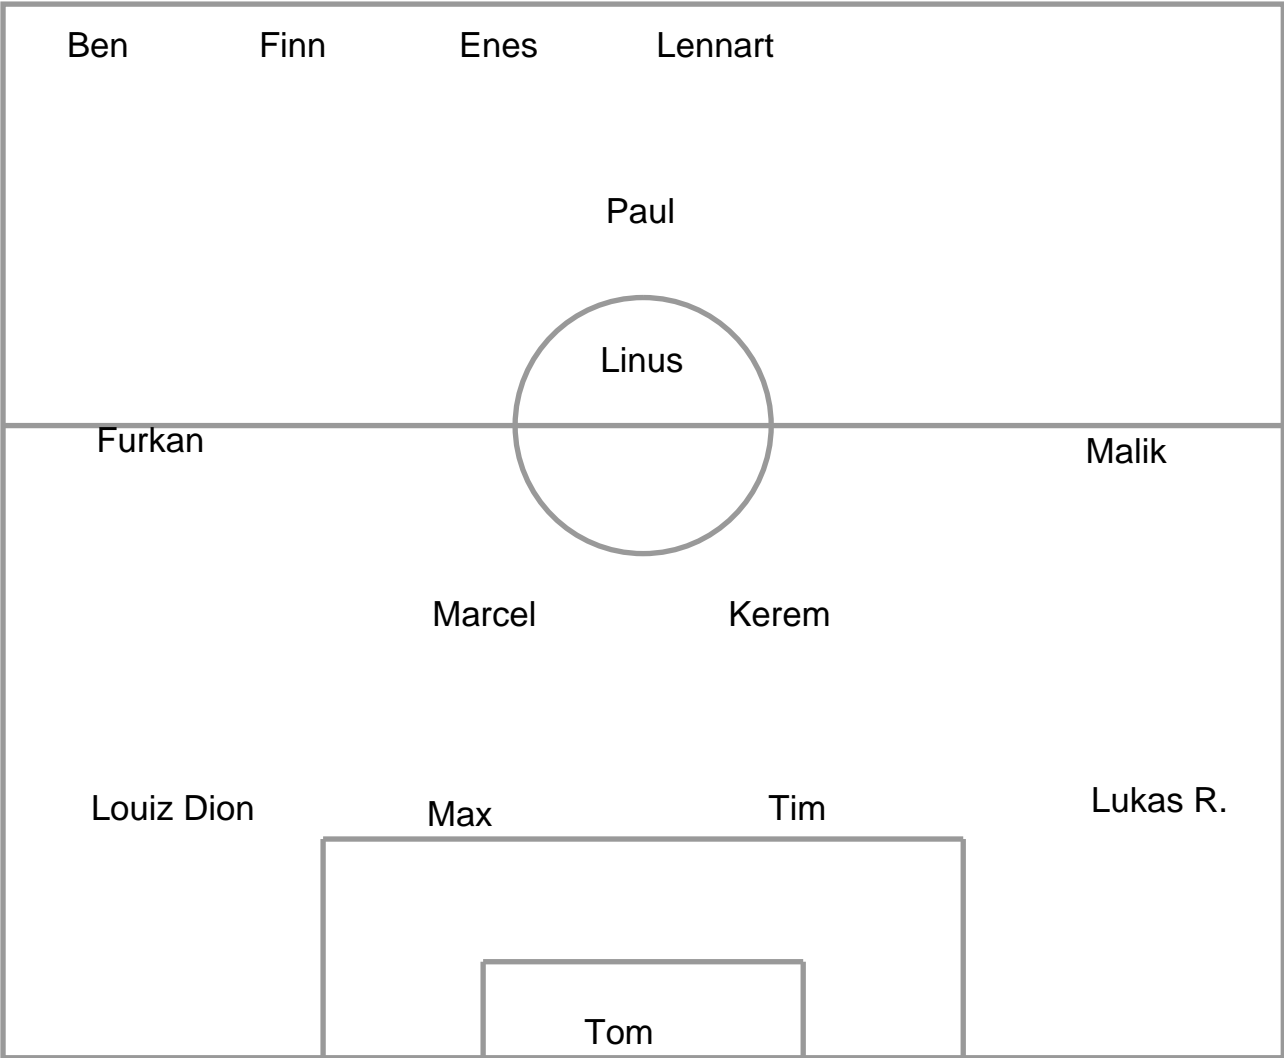 Ben Finn Enes Lennart
Paul
Linus
Furkan Malik
Marcel Kerem
Louiz Dion Max Tim Lukas R.
Tom